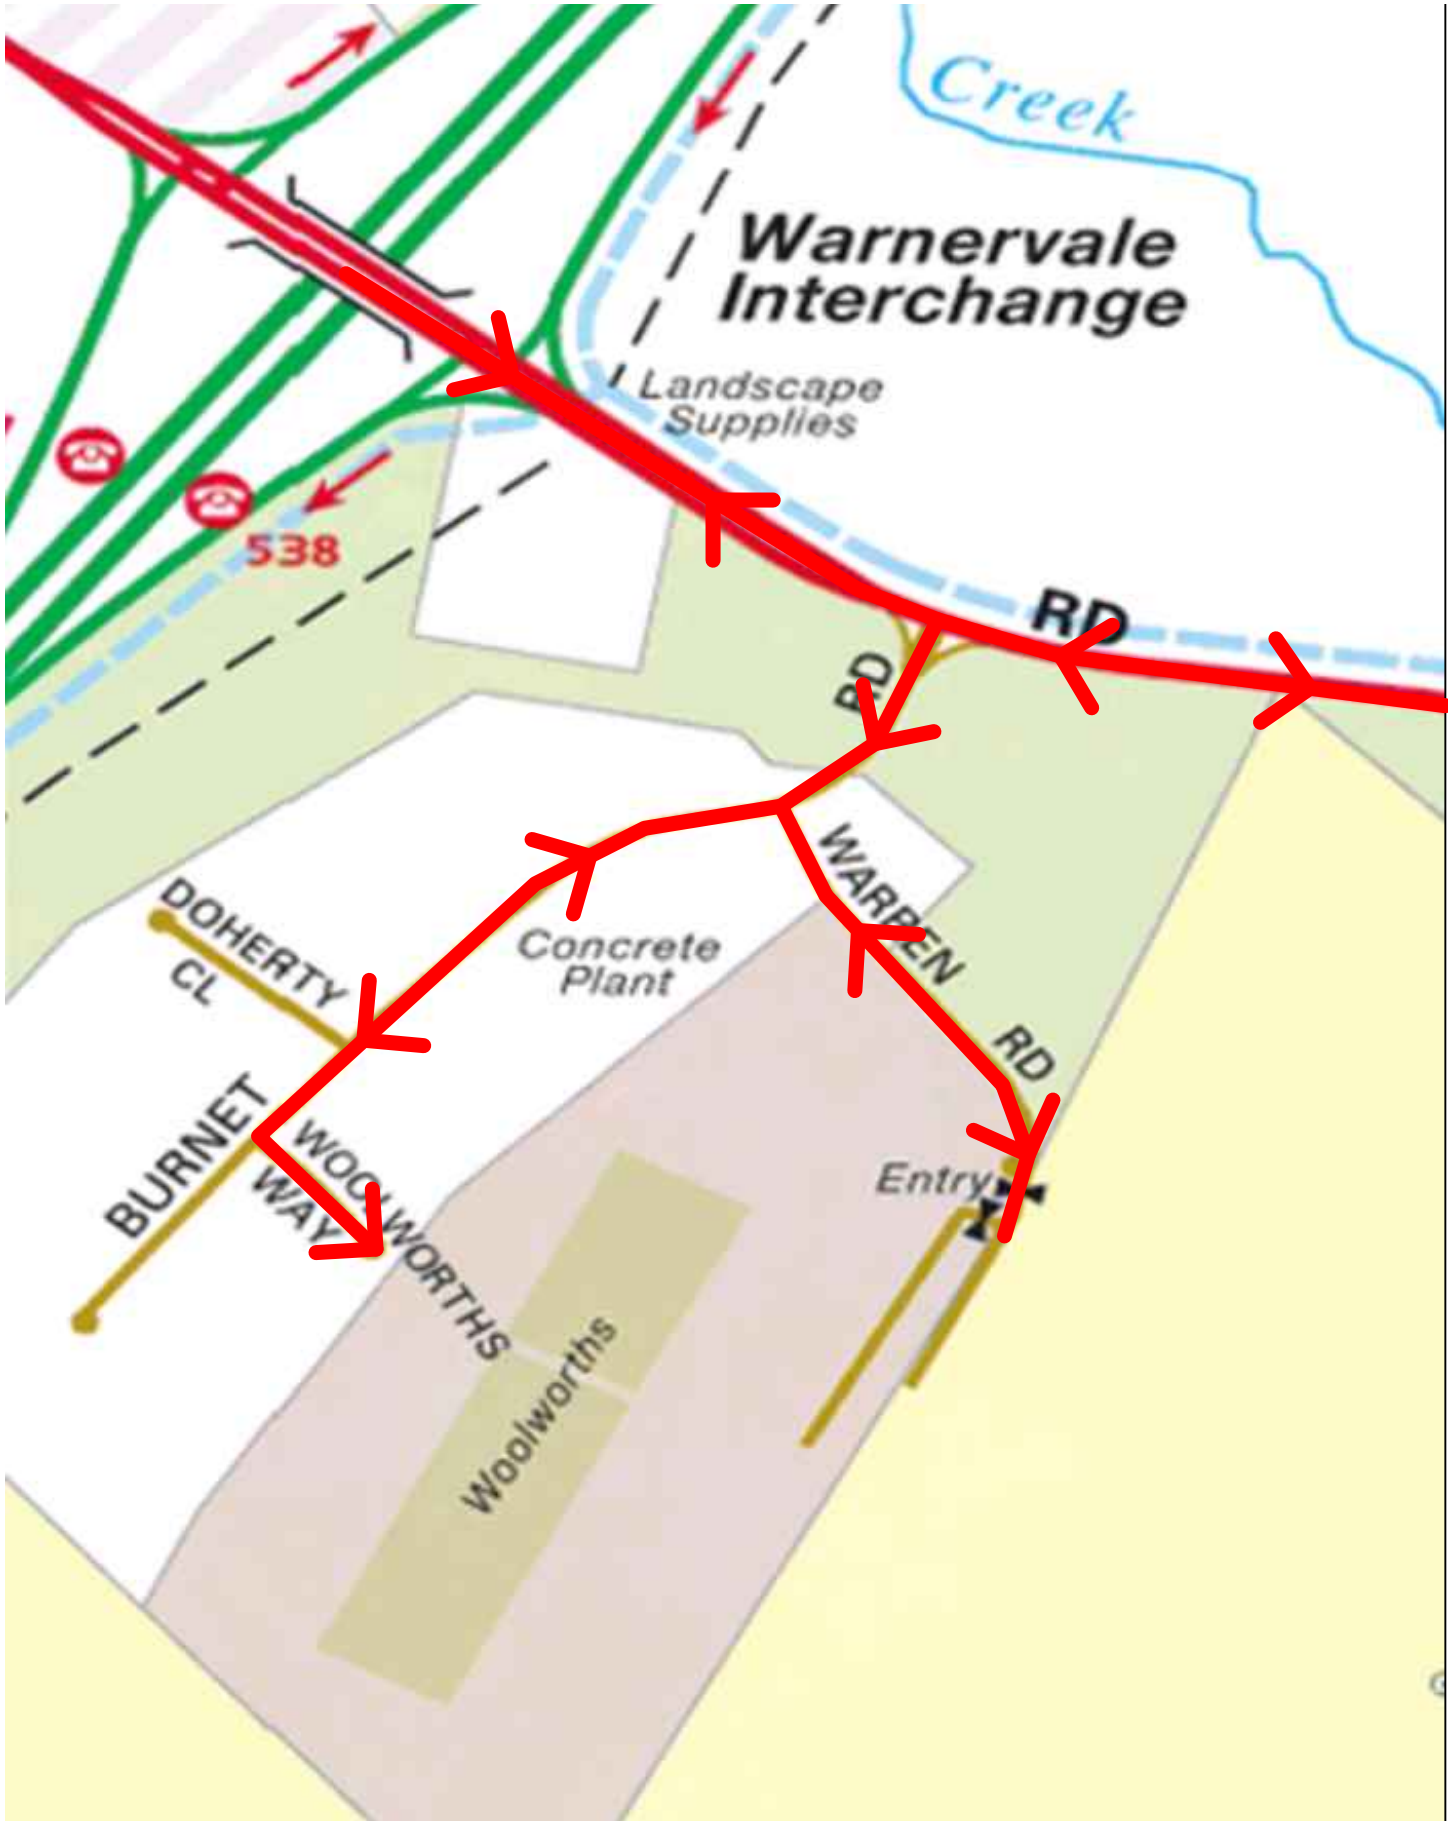 Creek
Warnervale
Interchange
Landscape
Supplies
538
RD
RD
WARREN
RD
DOHERTY
CL
Concrete
Plant
BURNET
WOOLWORTHS
WAY
Entry
Woolworths